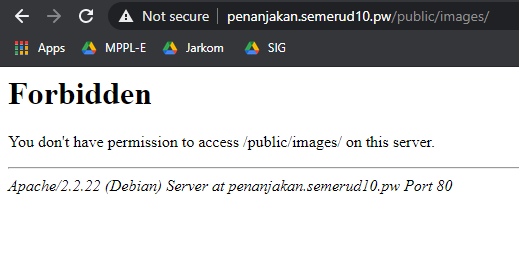 Not secure | penanjakan.semerud10.pw/public/images/
Apps MPPL-E Jarkom SIG
Forbidden
You don't have permission to access /public/images/ on this server.
Apache/2.2.22 (Debian) Server at penanjakan.semerud10.pw Port 80